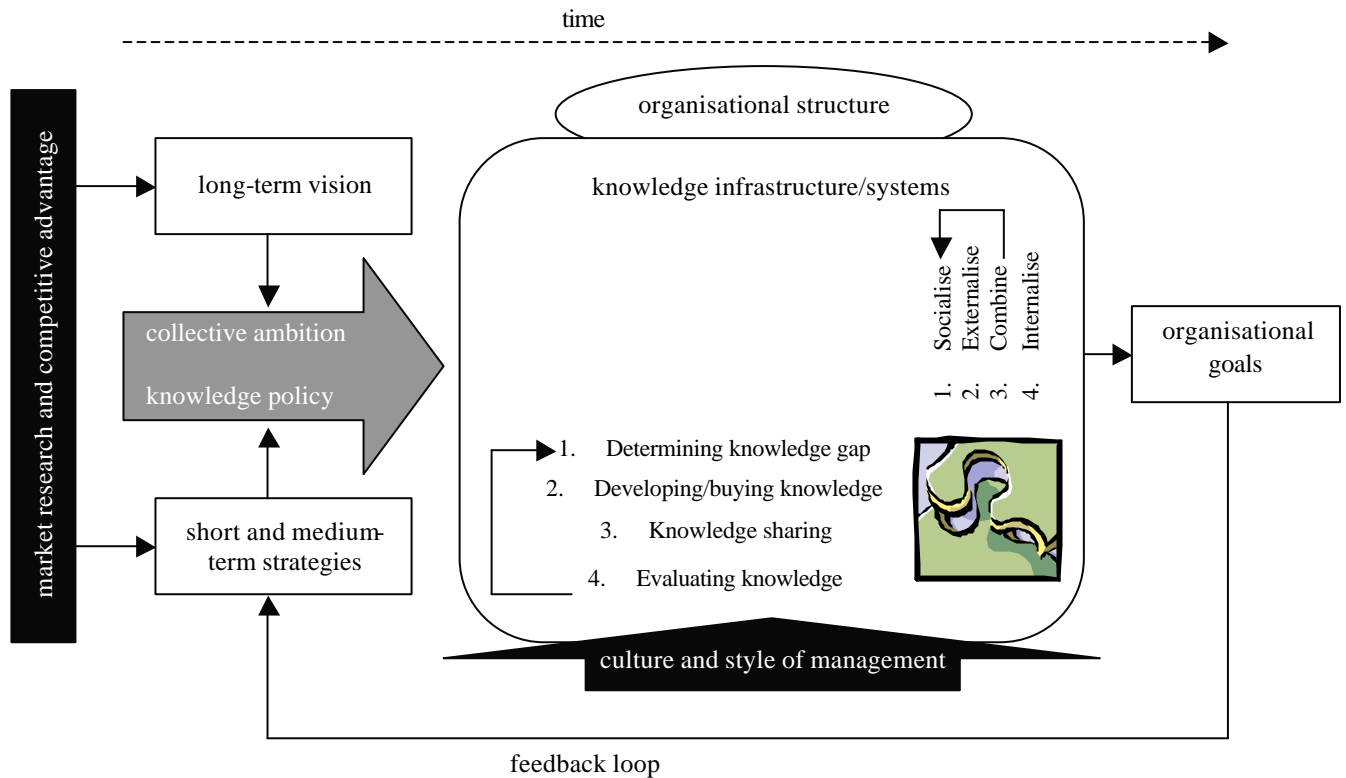 time
organisational structure
market research and competitive advantage
long-term vision
knowledge infrastructure/systems
1. Socialise
2. Externalise
3. Combine
4. Internalise
collective ambition
knowledge policy
organisational
goals
1. Determining knowledge gap
2. Developing/buying knowledge
3. Knowledge sharing
4. Evaluating knowledge
short and medium-
term strategies
culture and style of management
feedback loop